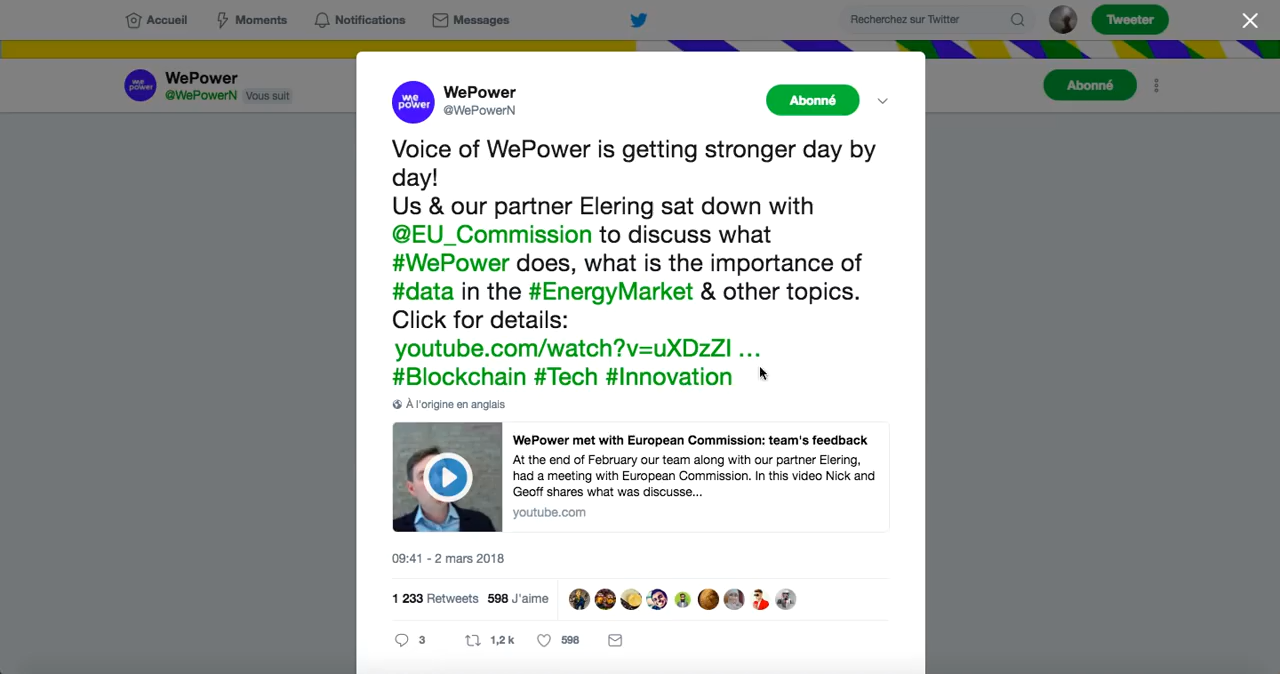 Accueil Moments Notifications Messages Recherchez sur Twitter Tweeter
we power WePower
@WePowerN Vous suit
Abonné
we power WePower
@WePowerN
Abonné
Voice of WePower is getting stronger day by
day!
Us & our partner Elering sat down with
@EU_Commission to discuss what
#WePower does, what is the importance of
#data in the #EnergyMarket & other topics.
Click for details:
youtube.com/watch?v=uXDzZI ...
#Blockchain #Tech #Innovation
À l'origine en anglais
WePower met with European Commission: team's feedback
At the end of February our team along with our partner Elering,
had a meeting with European Commission. In this video Nick and
Geoff shares what was discusse...
youtube.com
09:41 - 2 mars 2018
1 233 Retweets 598 J'aime
3 1,2 k 598